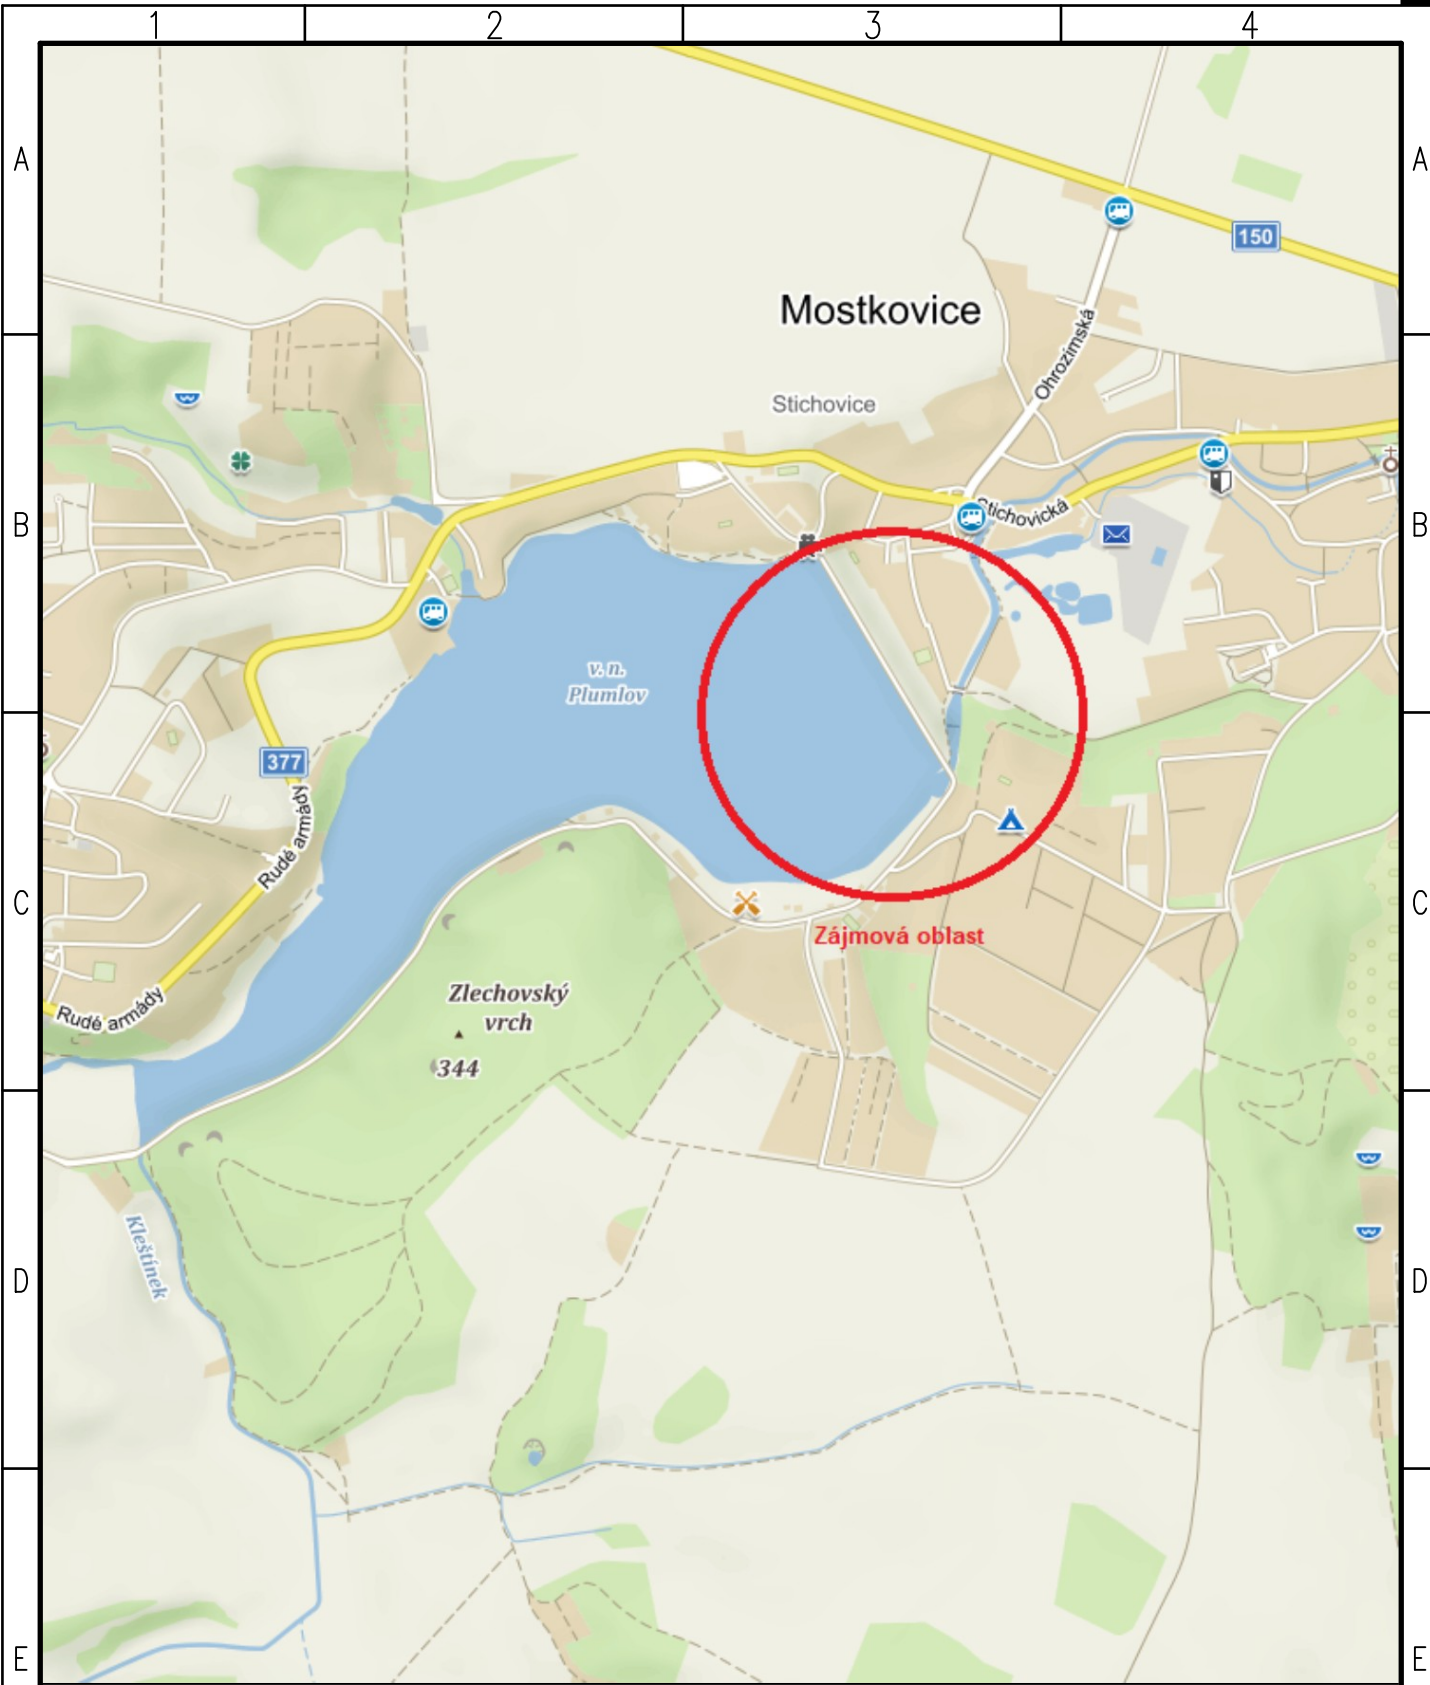 1 2 3 4
A A
150
Mostkovice
Ohrozimská
Stichovice
B B
Stichovická
v. n.
Plumlov
377
Rudé armády
C C
Zájmová oblast
Zlechovský
vrch
Rudé armády
344
Kleštínek
D D
E E